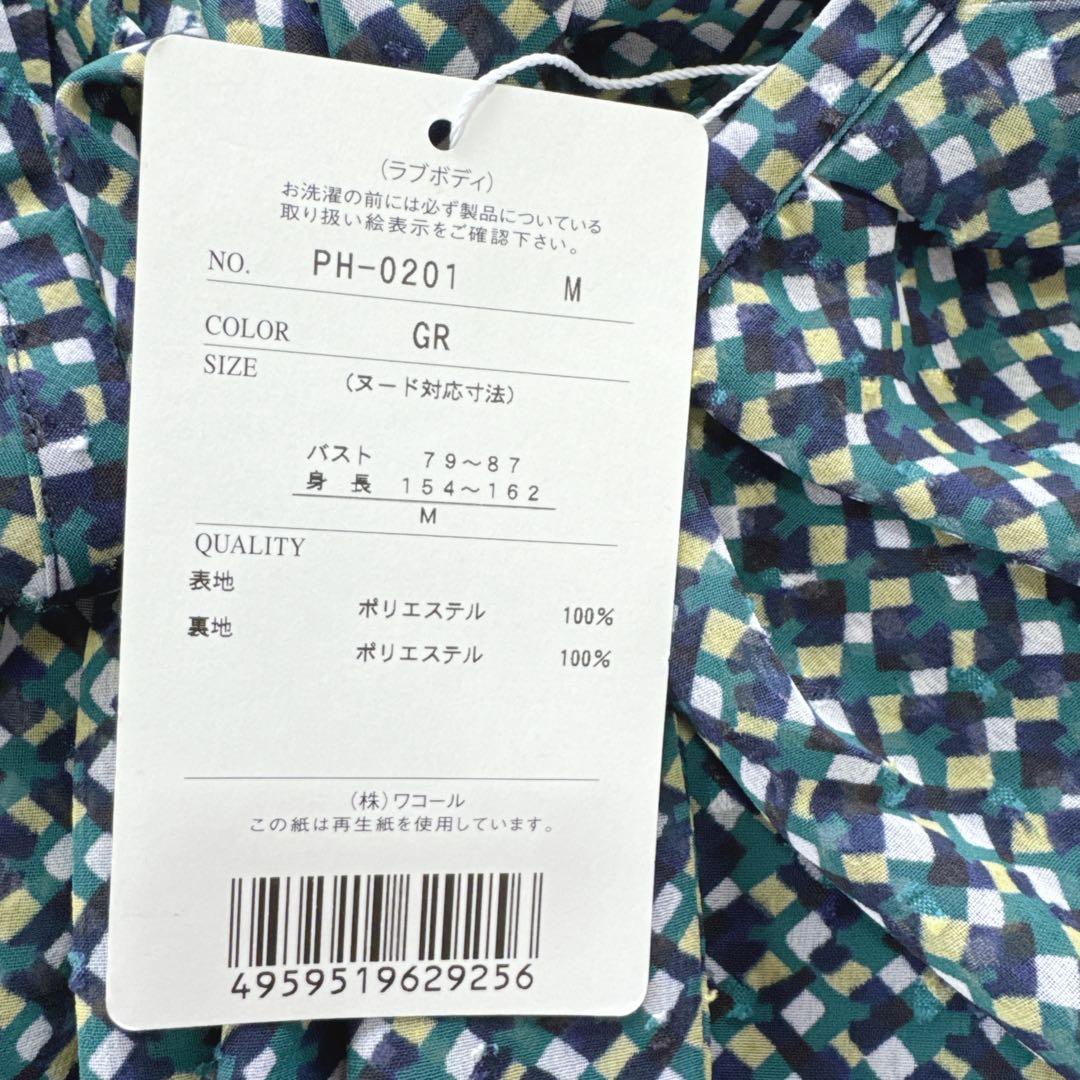 (ラブボディ)
お洗濯の前には必ず製品についている
取り扱い絵表示をご確認下さい。
NO. PH-0201 M
COLOR GR
SIZE
(ヌード対応寸法)
バスト 79～87
身 長 154～162
M
QUALITY
表地
ポリエステル 100%
裏地
ポリエステル 100%
(株)ワコール
この紙は再生紙を使用しています。
4959519629256